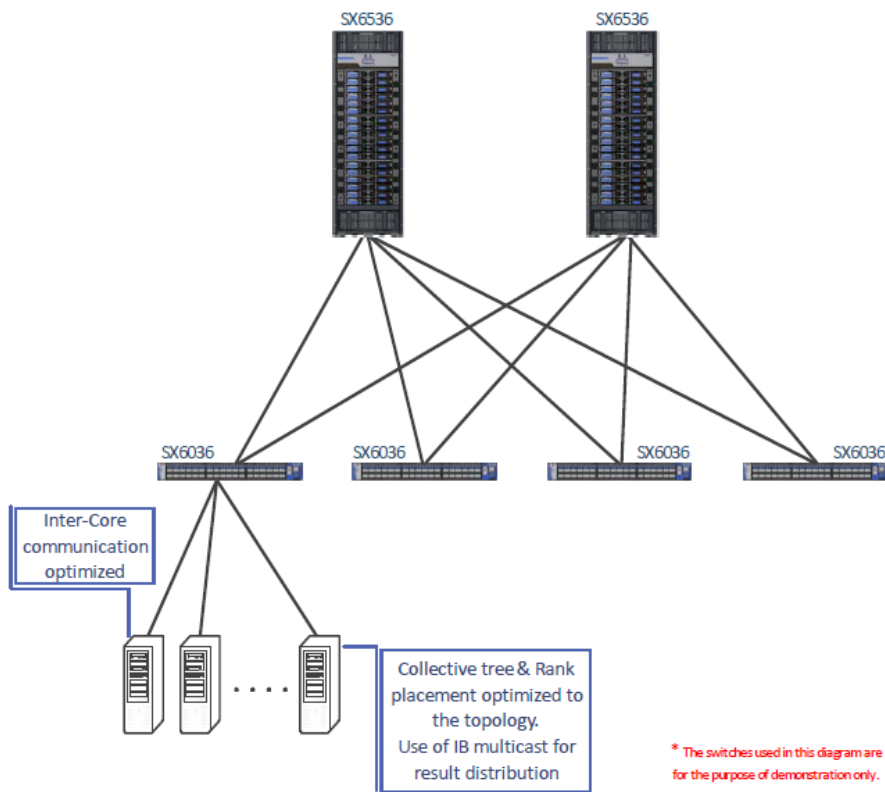 SX6536
SX6536
SX6036
SX6036
SX6036
SX6036
Inter-Core
communication
optimized
Collective tree & Rank
placement optimized to
the topology.
Use of IB multicast for
result distribution
* The switches used in this diagram are
for the purpose of demonstration only.